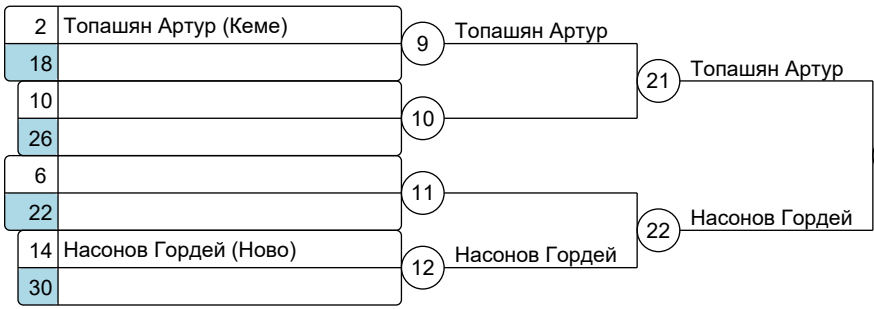 2 Топашян Артур (Кеме)
18
10
26
6
22
14 Насонов Гордей (Ново)
30
9 Топашян Артур
10
11
12 Насонов Гордей
21 Топашян Артур
22 Насонов Гордей